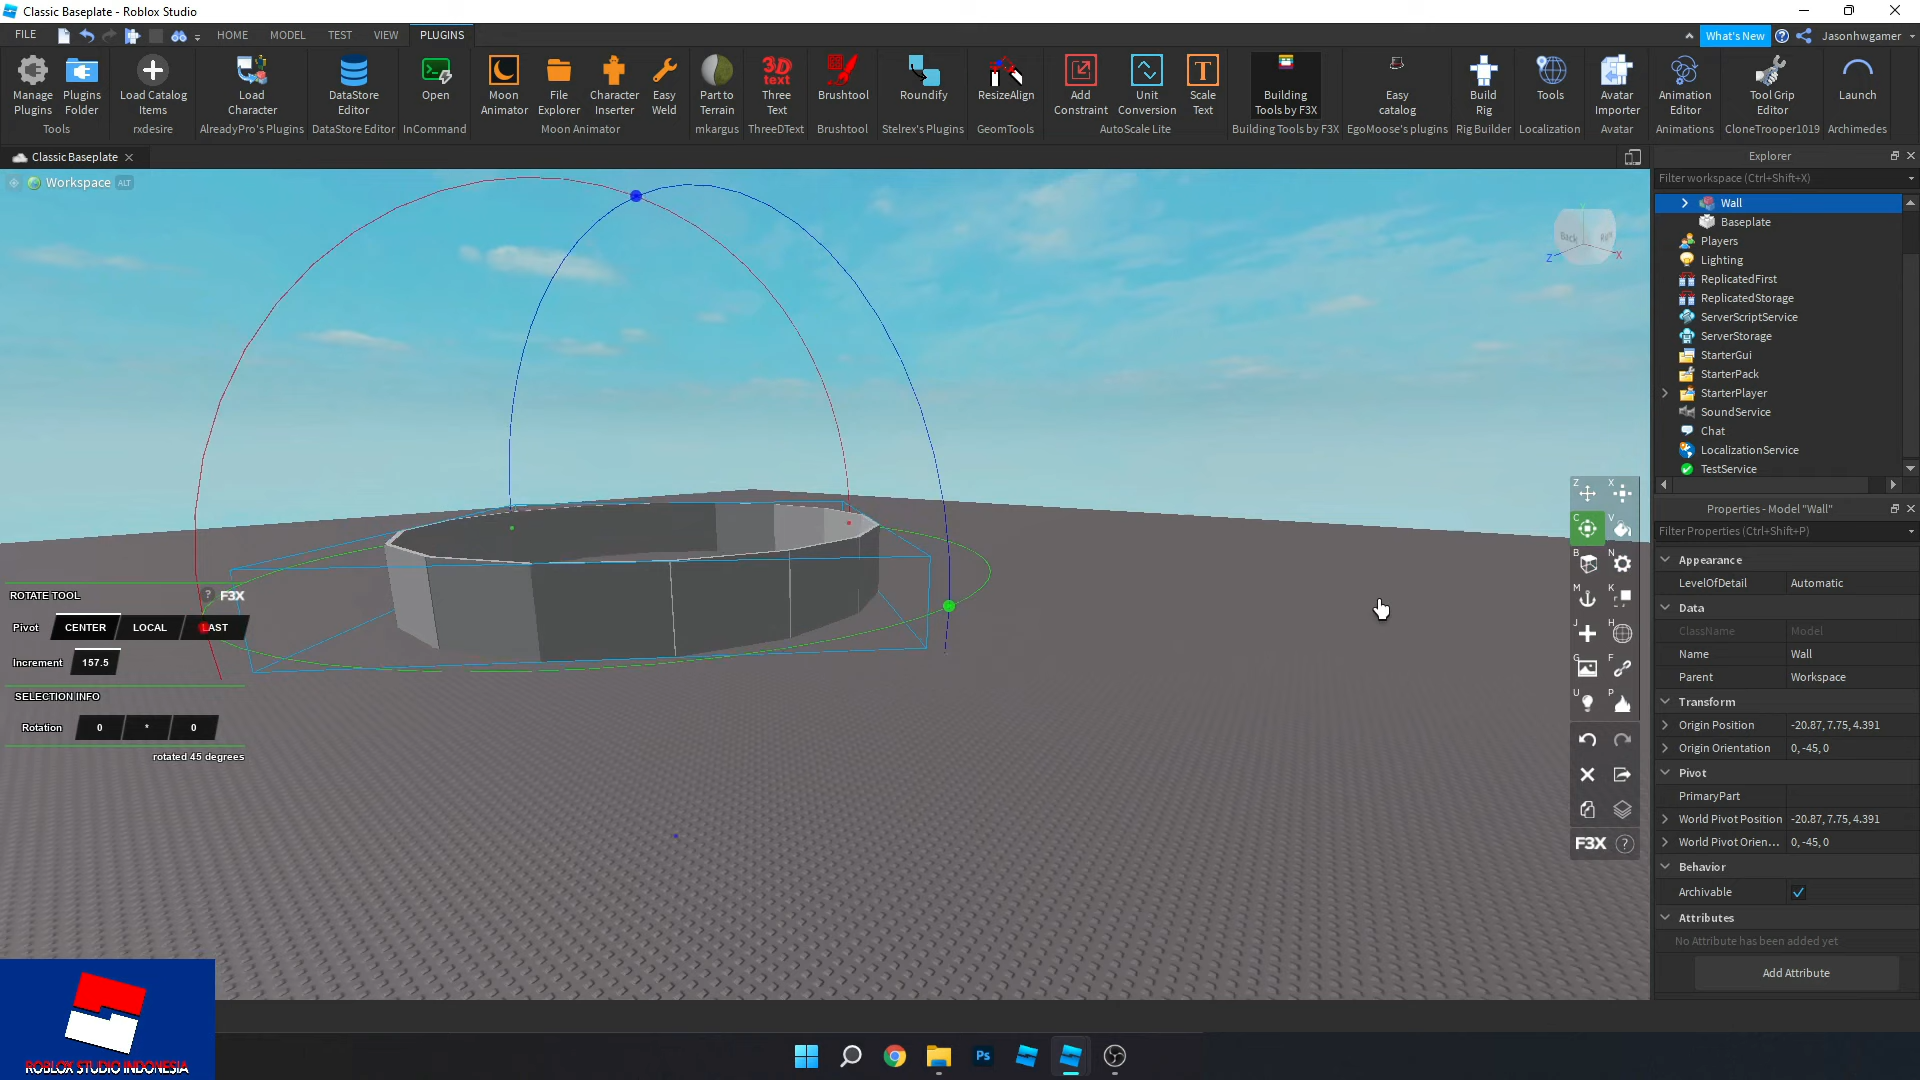 Classic Baseplate - Roblox Studio
FILE HOME MODEL TEST VIEW PLUGINS What's New Jasonhwgamer
Manage Plugins
Plugins Folder
Tools
Load Catalog Items
rxdesire
Load Character
AlreadyPro's Plugins
DataStore Editor
DataStore Editor
Open
InCommand
Moon Animator
File Explorer
Character Inserter
Easy Weld
Moon Animator
Part to Terrain
mkargus
3D text
Three Text
ThreeDText
Brushtool
Brushtool
Roundify
Stelrex's Plugins
ResizeAlign
GeomTools
Add Constraint
Unit Conversion
T
Scale Text
AutoScale Lite
Building Tools by F3X
Building Tools by F3X
Easy catalog
EgoMoose's plugins
Build Rig
Rig Builder
Tools
Localization
Avatar Importer
Avatar
Animation Editor
Animations
Tool Grip Editor
CloneTrooper1019
Launch
Archimedes
Classic Baseplate
Workspace ALT
Back
Z X
ROTATE TOOL ? F3X
Pivot CENTER LOCAL LAST
Increment 157.5
SELECTION INFO
Rotation 0 * 0
rotated 45 degrees
Z X
C V
B N
M K
J H
G F
U P
F3X ?
Explorer
Filter workspace (Ctrl+Shift+X)
Wall
Baseplate
Players
Lighting
ReplicatedFirst
ReplicatedStorage
ServerScriptService
ServerStorage
StarterGui
StarterPack
StarterPlayer
SoundService
Chat
LocalizationService
TestService
Properties - Model "Wall"
Filter Properties (Ctrl+Shift+P)
Appearance
LevelOfDetail Automatic
Data
ClassName Model
Name Wall
Parent Workspace
Transform
Origin Position -20.87, 7.75, 4.391
Origin Orientation 0, -45, 0
Pivot
PrimaryPart
World Pivot Position -20.87, 7.75, 4.391
World Pivot Orien... 0, -45, 0
Behavior
Archivable
Attributes
No Attribute has been added yet
Add Attribute
ROBLOX STUDIO INDONESIA
Ps